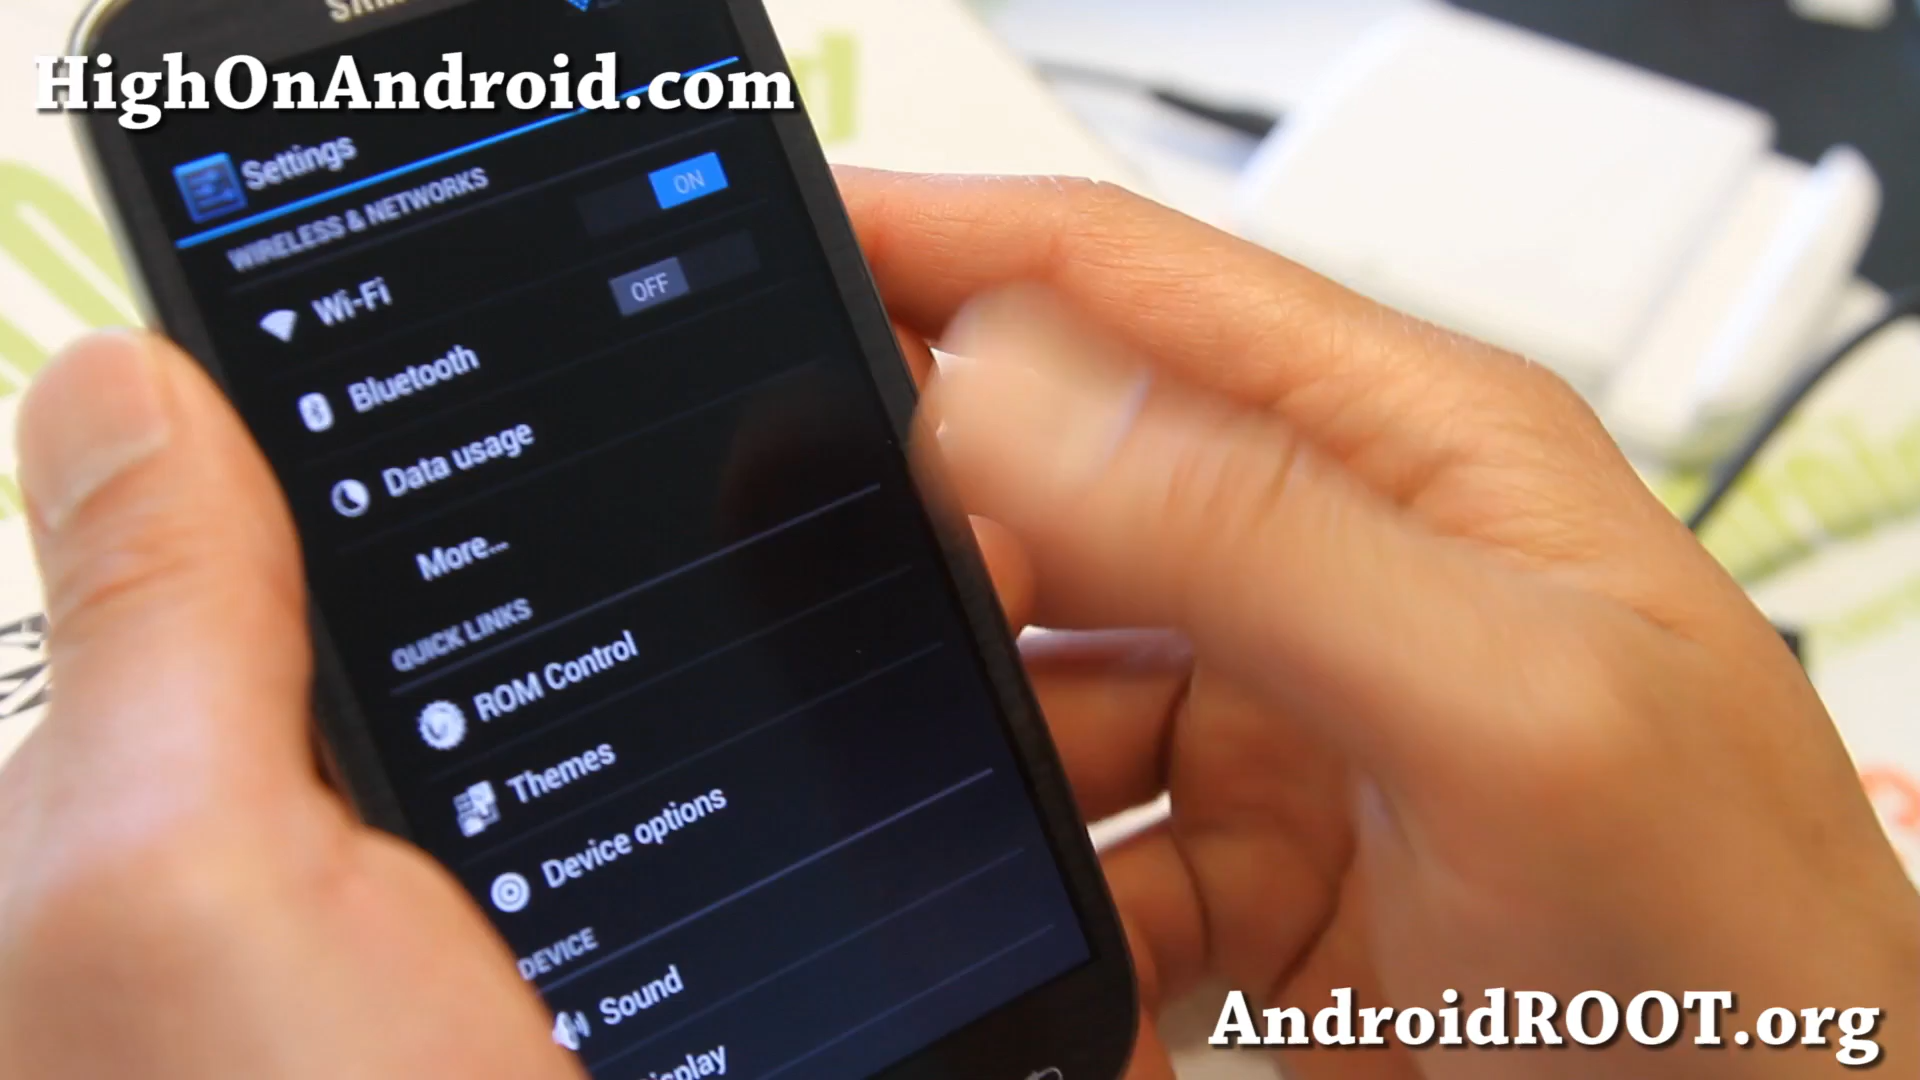 HighOnAndroid.com
Settings
WIRELESS & NETWORKS
ON
Wi-Fi
OFF
Bluetooth
Data usage
More...
QUICK LINKS
ROM Control
Themes
Device options
DEVICE
Sound
AndroidROOT.org